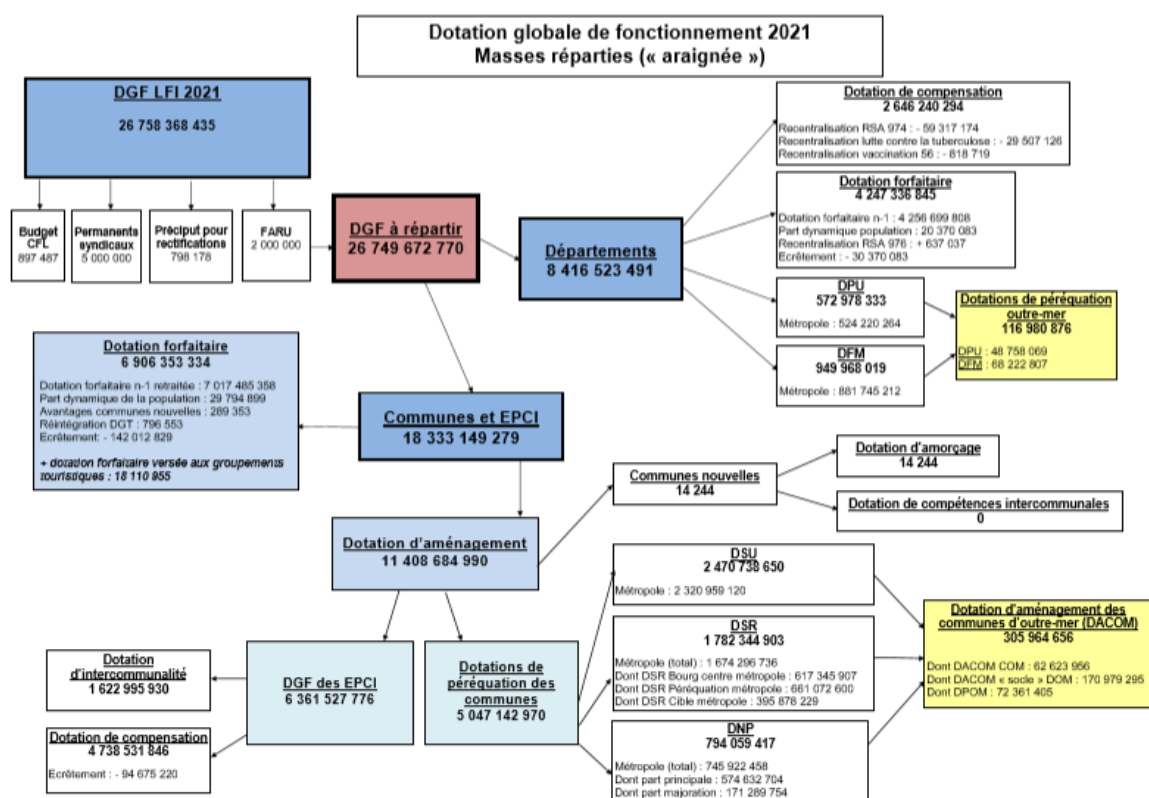 Dotation globale de fonctionnement 2021
Masses réparties (« araignée »)
DGF LFI 2021
26 758 368 435
Budget
CFL
897 487
Permanents
syndicaux
5 000 000
Préciput pour
rectifications
798 178
FARU
2 000 000
DGF à répartir
26 749 672 770
Départements
8 416 523 491
Dotation de compensation
2 646 240 294
Recentralisation RSA 974 : - 59 317 174
Recentralisation lutte contre la tuberculose : - 29 507 126
Recentralisation vaccination 56 : - 818 719
Dotation forfaitaire
4 247 336 845
Dotation forfaitaire n-1 : 4 256 699 808
Part dynamique population : 20 370 083
Recentralisation RSA 976 : + 637 037
Ecrêtement : - 30 370 083
DPU
572 978 333
Métropole : 524 220 264
DFM
949 968 019
Métropole : 881 745 212
Dotations de péréquation
outre-mer
116 980 876
DPU : 48 758 069
DFM : 68 222 807
Dotation forfaitaire
6 906 353 334
Dotation forfaitaire n-1 retraitée : 7 017 485 358
Part dynamique de la population : 29 794 899
Avantages communes nouvelles : 289 353
Réintégration DGT : 796 553
Ecrêtement: - 142 012 829
+ dotation forfaitaire versée aux groupements
touristiques : 18 110 955
Communes et EPCI
18 333 149 279
Communes nouvelles
14 244
Dotation d'amorçage
14 244
Dotation de compétences intercommunales
0
Dotation d'aménagement
11 408 684 990
DGF des EPCI
6 361 527 776
Dotations de
péréquation des
communes
5 047 142 970
Dotation
d'intercommunalité
1 622 995 930
Dotation de compensation
4 738 531 846
Ecrêtement : - 94 675 220
DSU
2 470 738 650
Métropole : 2 320 959 120
DSR
1 782 344 903
Métropole (total) : 1 674 296 736
Dont DSR Bourg centre métropole : 617 345 907
Dont DSR Péréquation métropole : 661 072 600
Dont DSR Cible métropole : 395 878 229
DNP
794 059 417
Métropole (total) : 745 922 458
Dont part principale : 574 632 704
Dont part majoration : 171 289 754
Dotation d'aménagement des
communes d'outre-mer (DACOM)
305 964 656
Dont DACOM COM : 62 623 956
Dont DACOM « socle » DOM : 170 979 295
Dont DPOM : 72 361 405